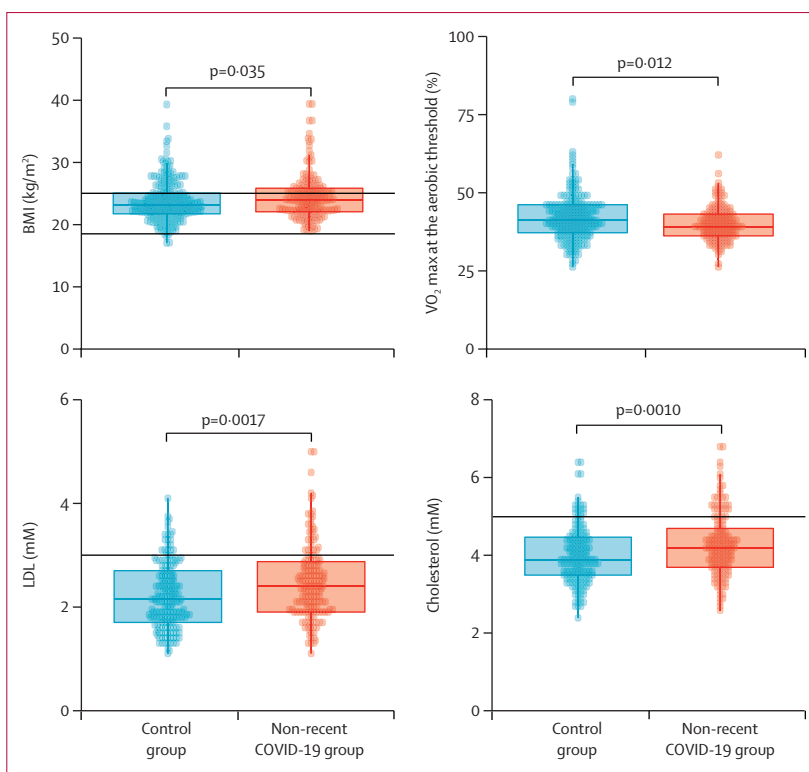 BMI (kg/m²)
50
40
30
20
10
0
p=0·035
VO₂ max at the aerobic threshold (%)
100
75
50
25
0
p=0·012
LDL (mM)
6
4
2
0
p=0·0017
Control
group
Non-recent
COVID-19 group
Cholesterol (mM)
8
6
4
2
0
p=0·0010
Control
group
Non-recent
COVID-19 group